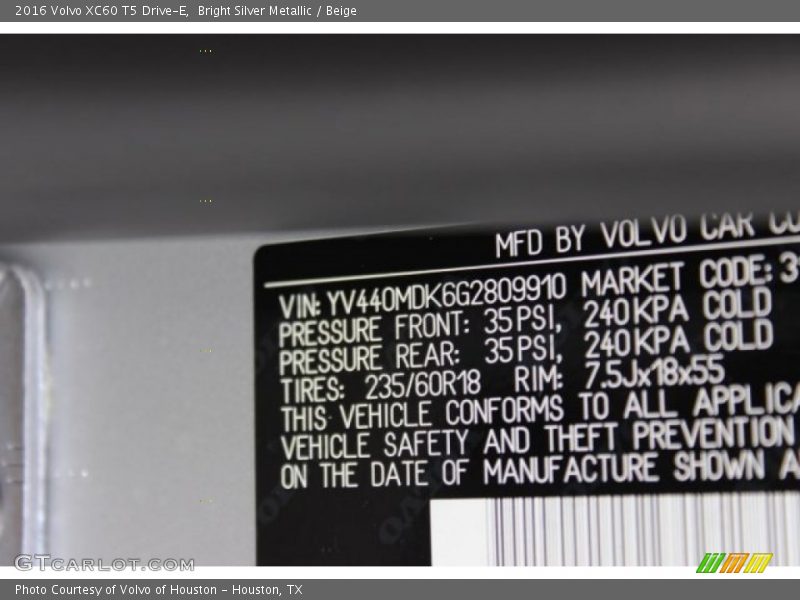 2016 Volvo XC60 T5 Drive-E, Bright Silver Metallic / Beige
MFD BY VOLVO CAR
VIN: YV440MDK6G2809910 MARKET CODE:
PRESSURE FRONT: 35PSI, 240KPA COLD
PRESSURE REAR: 35PSI, 240KPA COLD
TIRES: 235/60R18 RIM: 7.5Jx18x55
THIS VEHICLE CONFORMS TO ALL
VEHICLE SAFETY AND THEFT PREVENTION
ON THE DATE OF MANUFACTURE SHOWN
GTCARLOT.COM
Photo Courtesy of Volvo of Houston - Houston, TX